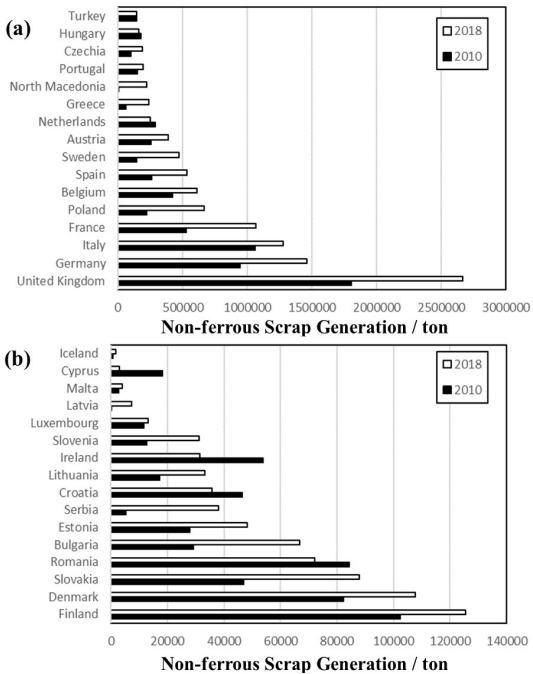 (a)
Turkey
Hungary
Czechia
Portugal
North Macedonia
Greece
Netherlands
Austria
Sweden
Spain
Belgium
Poland
France
Italy
Germany
United Kingdom
2018
2010
0 500000 1000000 1500000 2000000 2500000 3000000
Non-ferrous Scrap Generation / ton
(b)
Iceland
Cyprus
Malta
Latvia
Luxembourg
Slovenia
Ireland
Lithuania
Croatia
Serbia
Estonia
Bulgaria
Romania
Slovakia
Denmark
Finland
2018
2010
0 20000 40000 60000 80000 100000 120000 140000
Non-ferrous Scrap Generation / ton